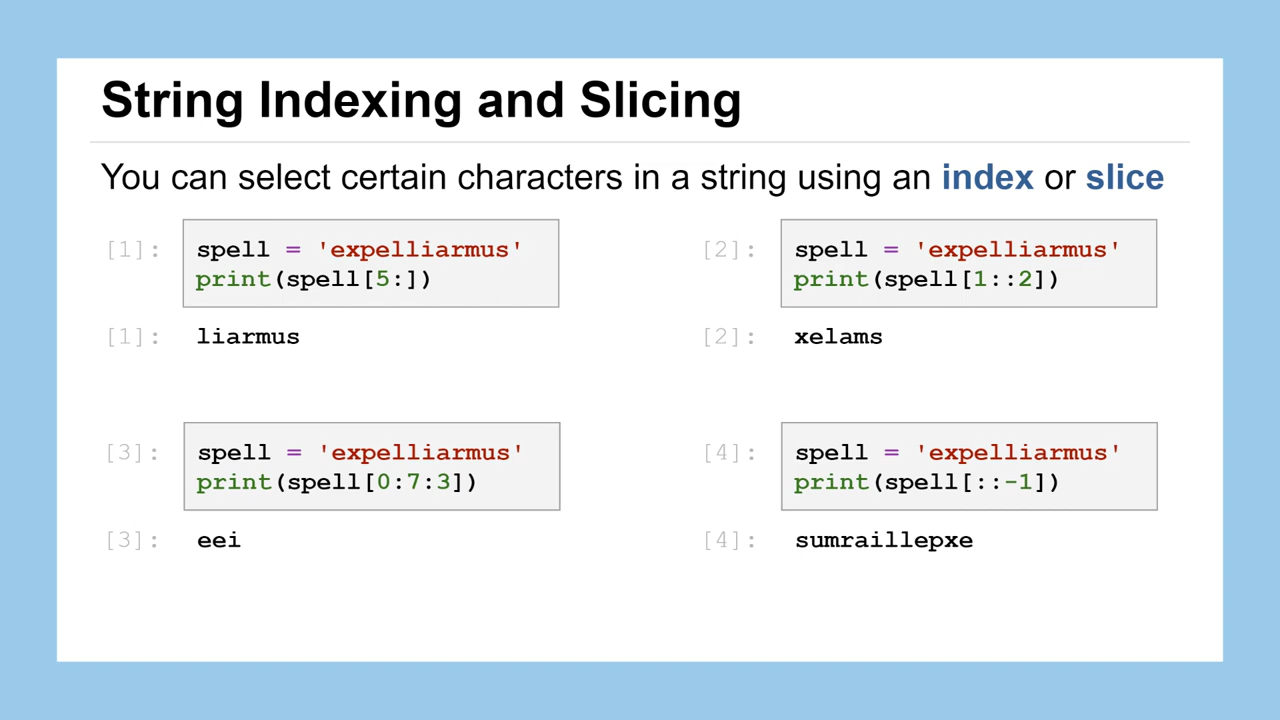 String Indexing and Slicing
You can select certain characters in a string using an index or slice
[1]: spell = 'expelliarmus'
print(spell[5:])
[1]: liarmus
[2]: spell = 'expelliarmus'
print(spell[1::2])
[2]: xelams
[3]: spell = 'expelliarmus'
print(spell[0:7:3])
[3]: eei
[4]: spell = 'expelliarmus'
print(spell[::-1])
[4]: sumraillepxe